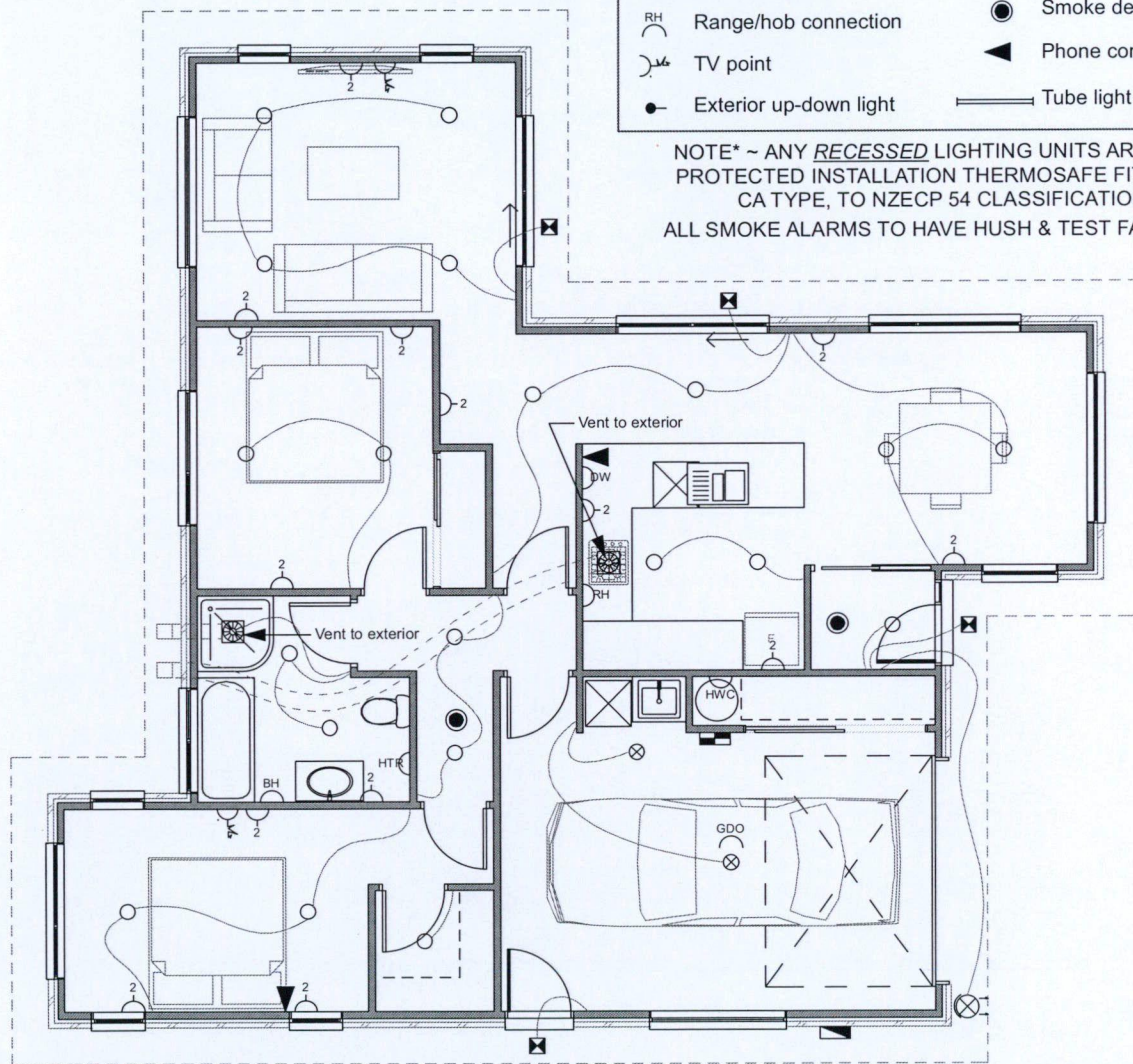 RH Range/hob connection
Smoke de
Phone con
TV point
Exterior up-down light
Tube light
NOTE* ~ ANY RECESSED LIGHTING UNITS AR
PROTECTED INSTALLATION THERMOSAFE FI
CA TYPE, TO NZECP 54 CLASSIFICATIO
ALL SMOKE ALARMS TO HAVE HUSH & TEST FA
2
2
2
2
2
2
Vent to exterior
DW
2
2
2
RH
Vent to exterior
2
HWC
HTR
BH
2
2
GDO
2
2